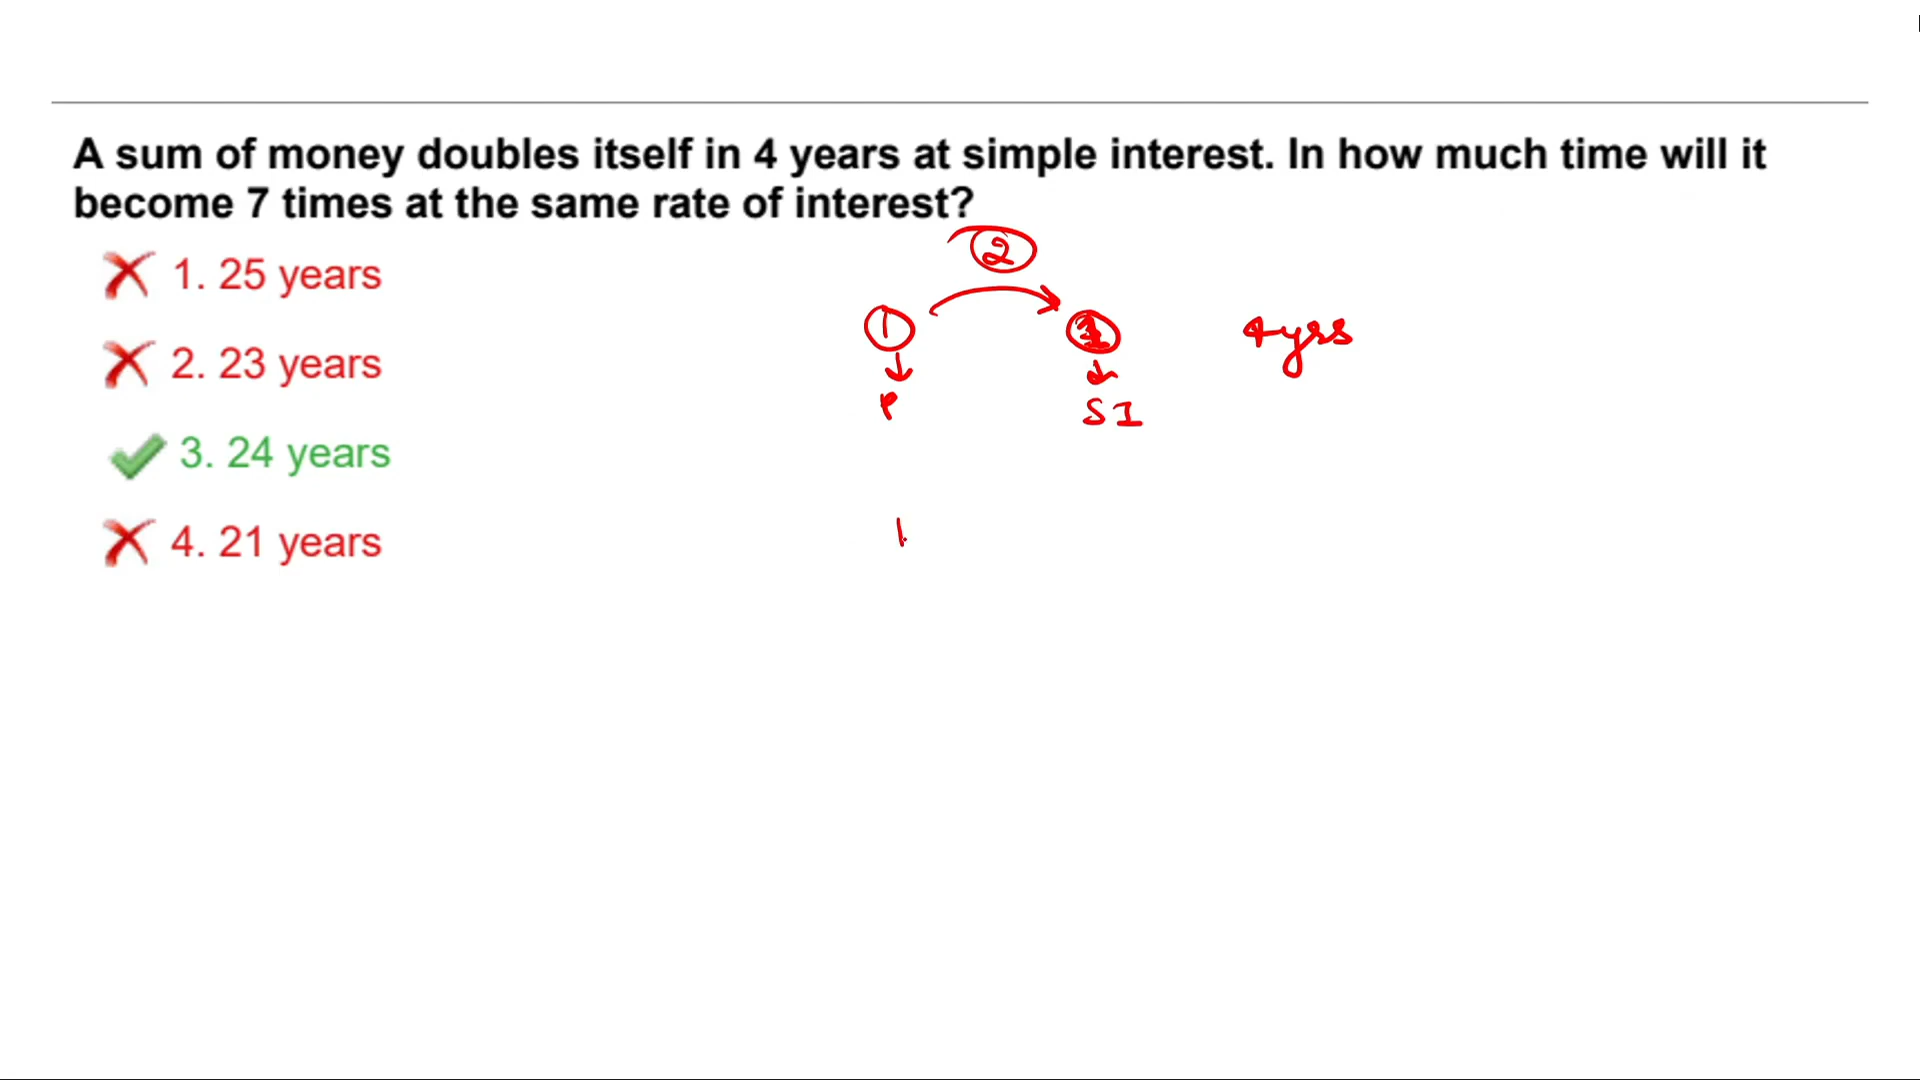 A sum of money doubles itself in 4 years at simple interest. In how much time will it
become 7 times at the same rate of interest?
1. 25 years
2. 23 years
3. 24 years
4. 21 years
2
1
4yrs
P
SI
1